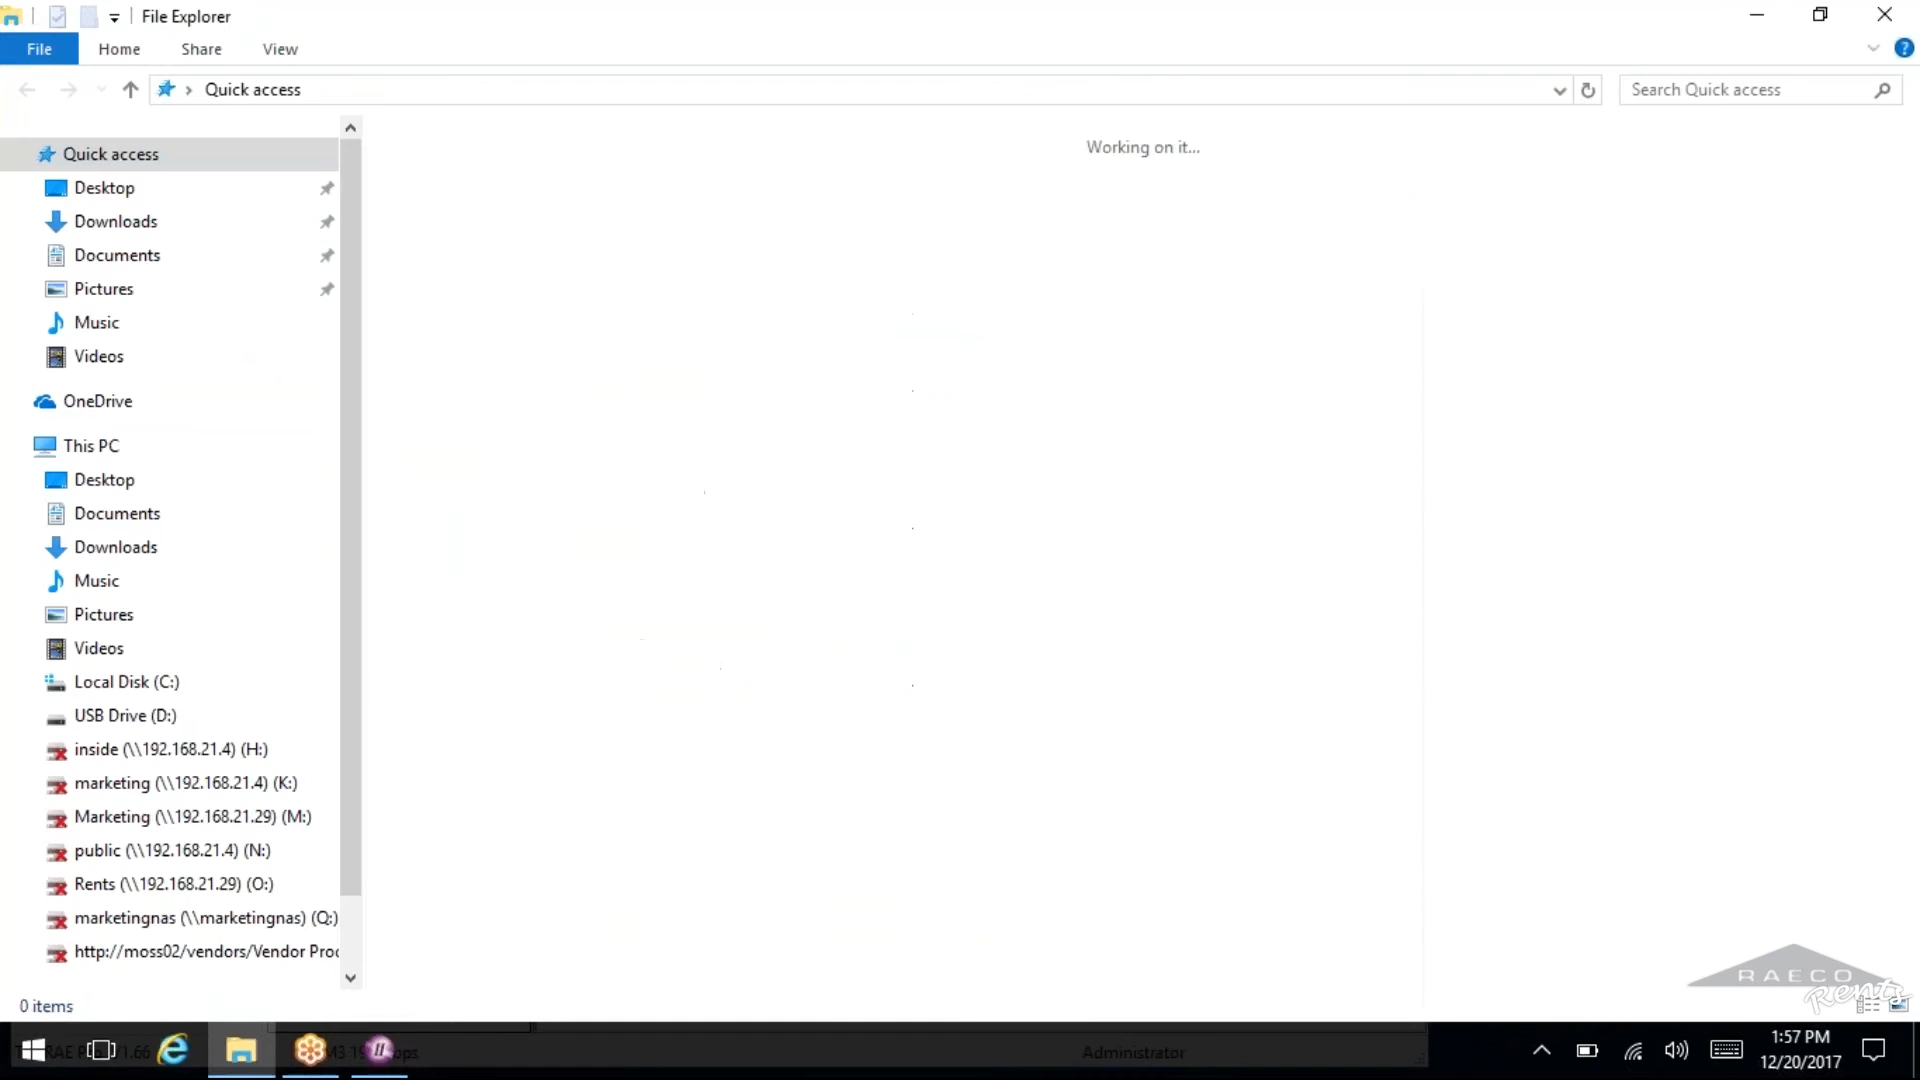 File Explorer
File Home Share View
Quick access
Search Quick access
Working on it...
Quick access
Desktop
Downloads
Documents
Pictures
Music
Videos
OneDrive
This PC
Desktop
Documents
Downloads
Music
Pictures
Videos
Local Disk (C:)
USB Drive (D:)
inside (\\192.168.21.4) (H:)
marketing (\\192.168.21.4) (K:)
Marketing (\\192.168.21.29) (M:)
public (\\192.168.21.4) (N:)
Rents (\\192.168.21.29) (O:)
marketingnas (\\marketingnas) (Q:)
http://moss02/vendors/Vendor
RAECO
Rents
0 items
Administrator
1:57 PM
12/20/2017